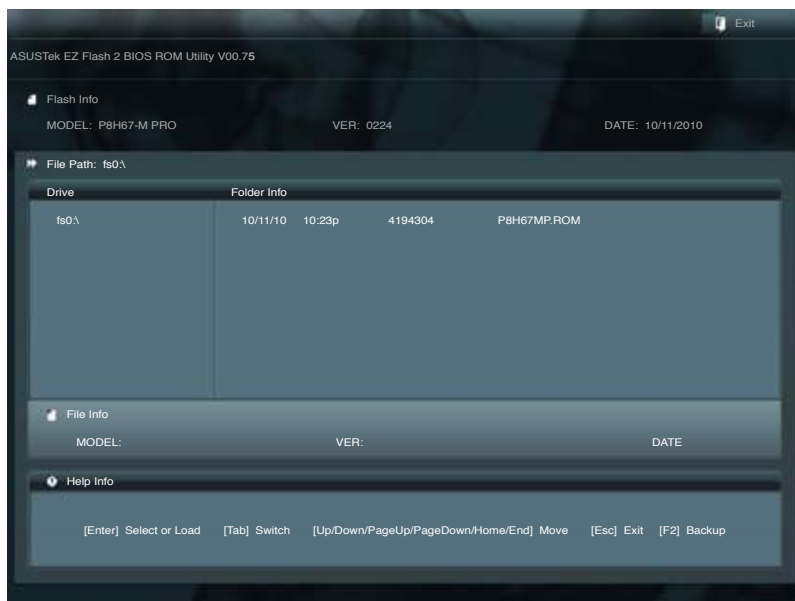 Exit
ASUSTek EZ Flash 2 BIOS ROM Utility V00.75
Flash Info
MODEL: P8H67-M PRO VER: 0224 DATE: 10/11/2010
File Path: fs0:\
Drive Folder Info
fs0:\ 10/11/10 10:23p 4194304 P8H67MP.ROM
File Info
MODEL: VER: DATE
Help Info
[Enter] Select or Load [Tab] Switch [Up/Down/PageUp/PageDown/Home/End] Move [Esc] Exit [F2] Backup